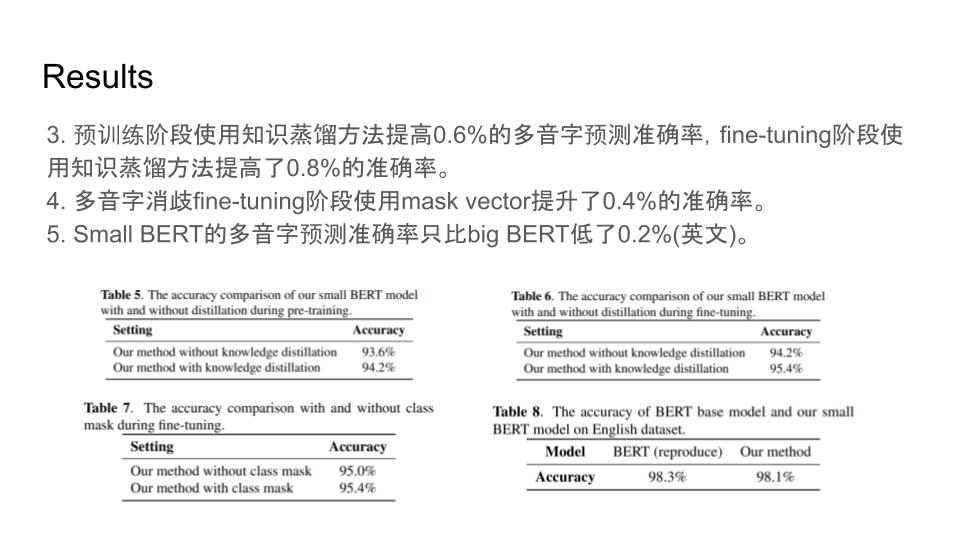 Results
3. 预训练阶段使用知识蒸馏方法提高0.6%的多音字预测准确率，fine-tuning阶段使
用知识蒸馏方法提高了0.8%的准确率。
4. 多音字消歧fine-tuning阶段使用mask vector提升了0.4%的准确率。
5. Small BERT的多音字预测准确率只比big BERT低了0.2%(英文)。
Table 5. The accuracy comparison of our small BERT model
with and without distillation during pre-training.
Setting Accuracy
Our method without knowledge distillation 93.6%
Our method with knowledge distillation 94.2%
Table 6. The accuracy comparison of our small BERT model
with and without distillation during fine-tuning.
Setting Accuracy
Our method without knowledge distillation 94.2%
Our method with knowledge distillation 95.4%
Table 7. The accuracy comparison with and without class
mask during fine-tuning.
Setting Accuracy
Our method without class mask 95.0%
Our method with class mask 95.4%
Table 8. The accuracy of BERT base model and our small
BERT model on English dataset.
Model BERT (reproduce) Our method
Accuracy 98.3% 98.1%